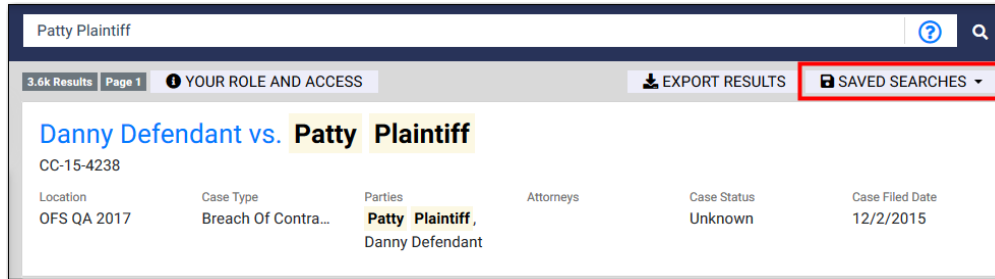 Patty Plaintiff ?
3.6k Results Page 1 YOUR ROLE AND ACCESS EXPORT RESULTS SAVED SEARCHES
Danny Defendant vs. Patty Plaintiff
CC-15-4238
Location Case Type Parties Attorneys Case Status Case Filed Date
OFS QA 2017 Breach Of Contra... Patty Plaintiff, Unknown 12/2/2015
Danny Defendant